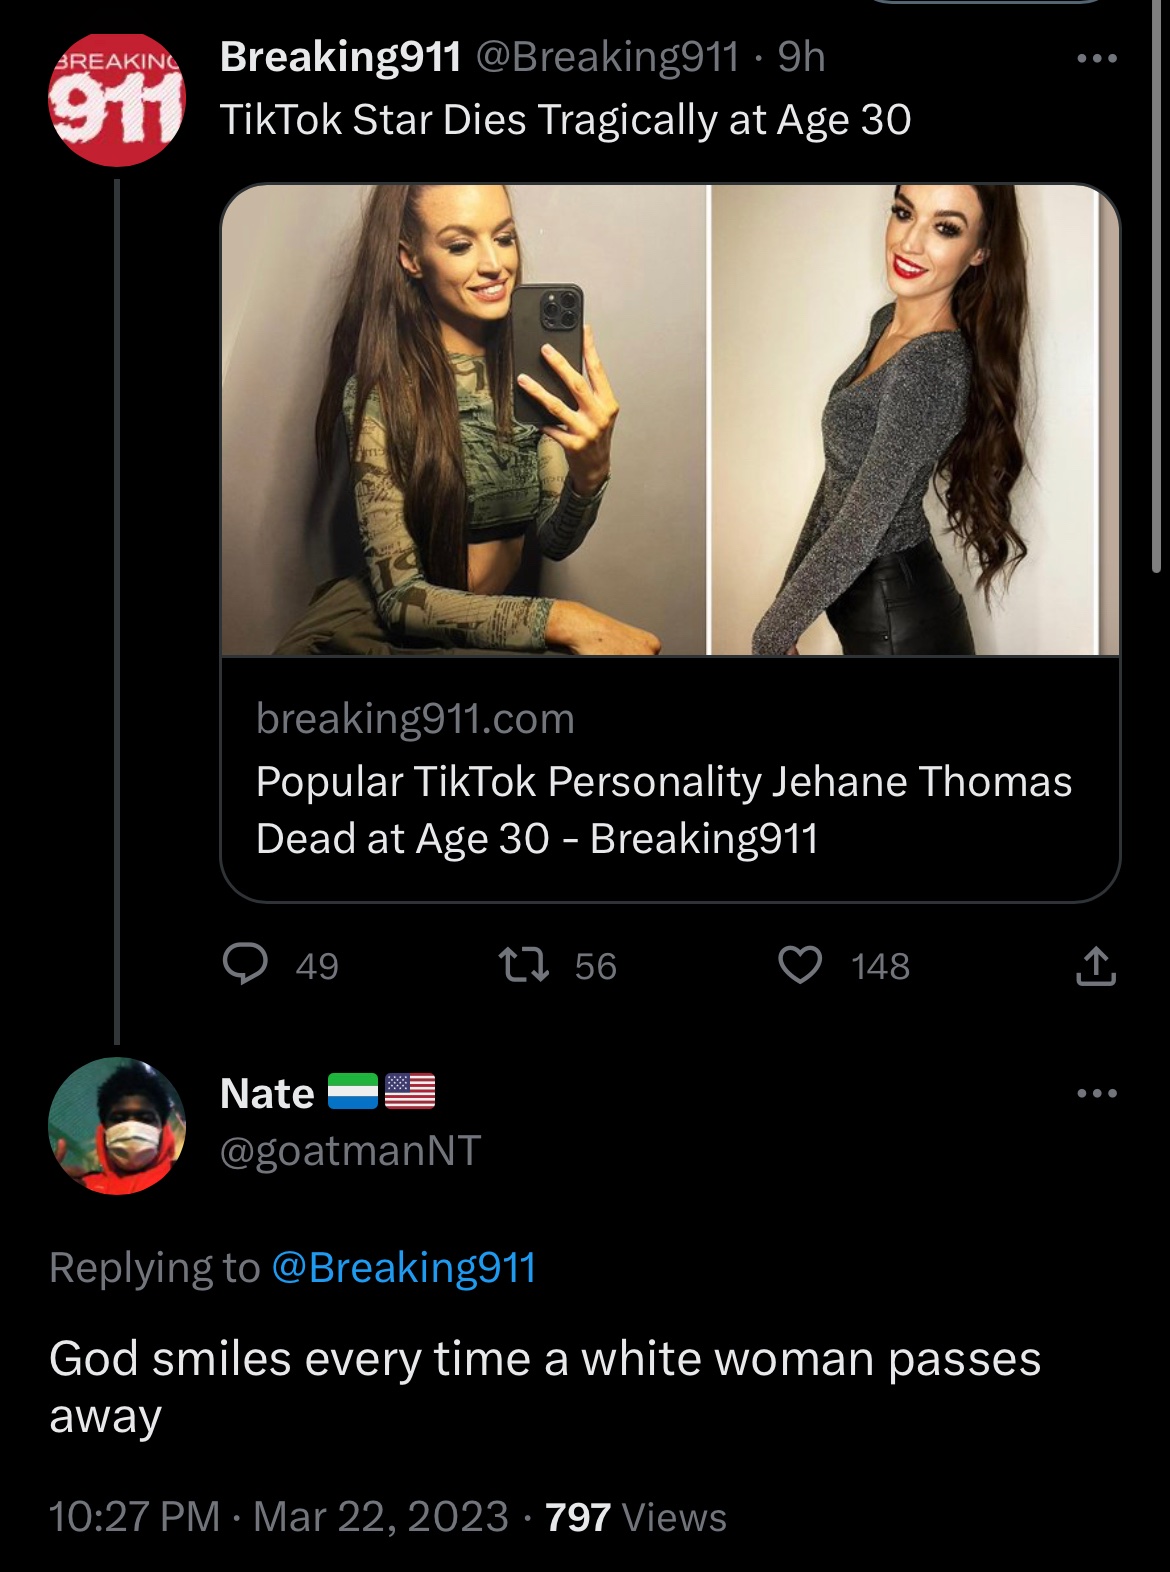 BREAKING
911
Breaking911 @Breaking911 · 9h
TikTok Star Dies Tragically at Age 30
breaking911.com
Popular TikTok Personality Jehane Thomas
Dead at Age 30 - Breaking911
49 56 148
Nate
@goatmanNT
Replying to @Breaking911
God smiles every time a white woman passes
away
10:27 PM · Mar 22, 2023 · 797 Views